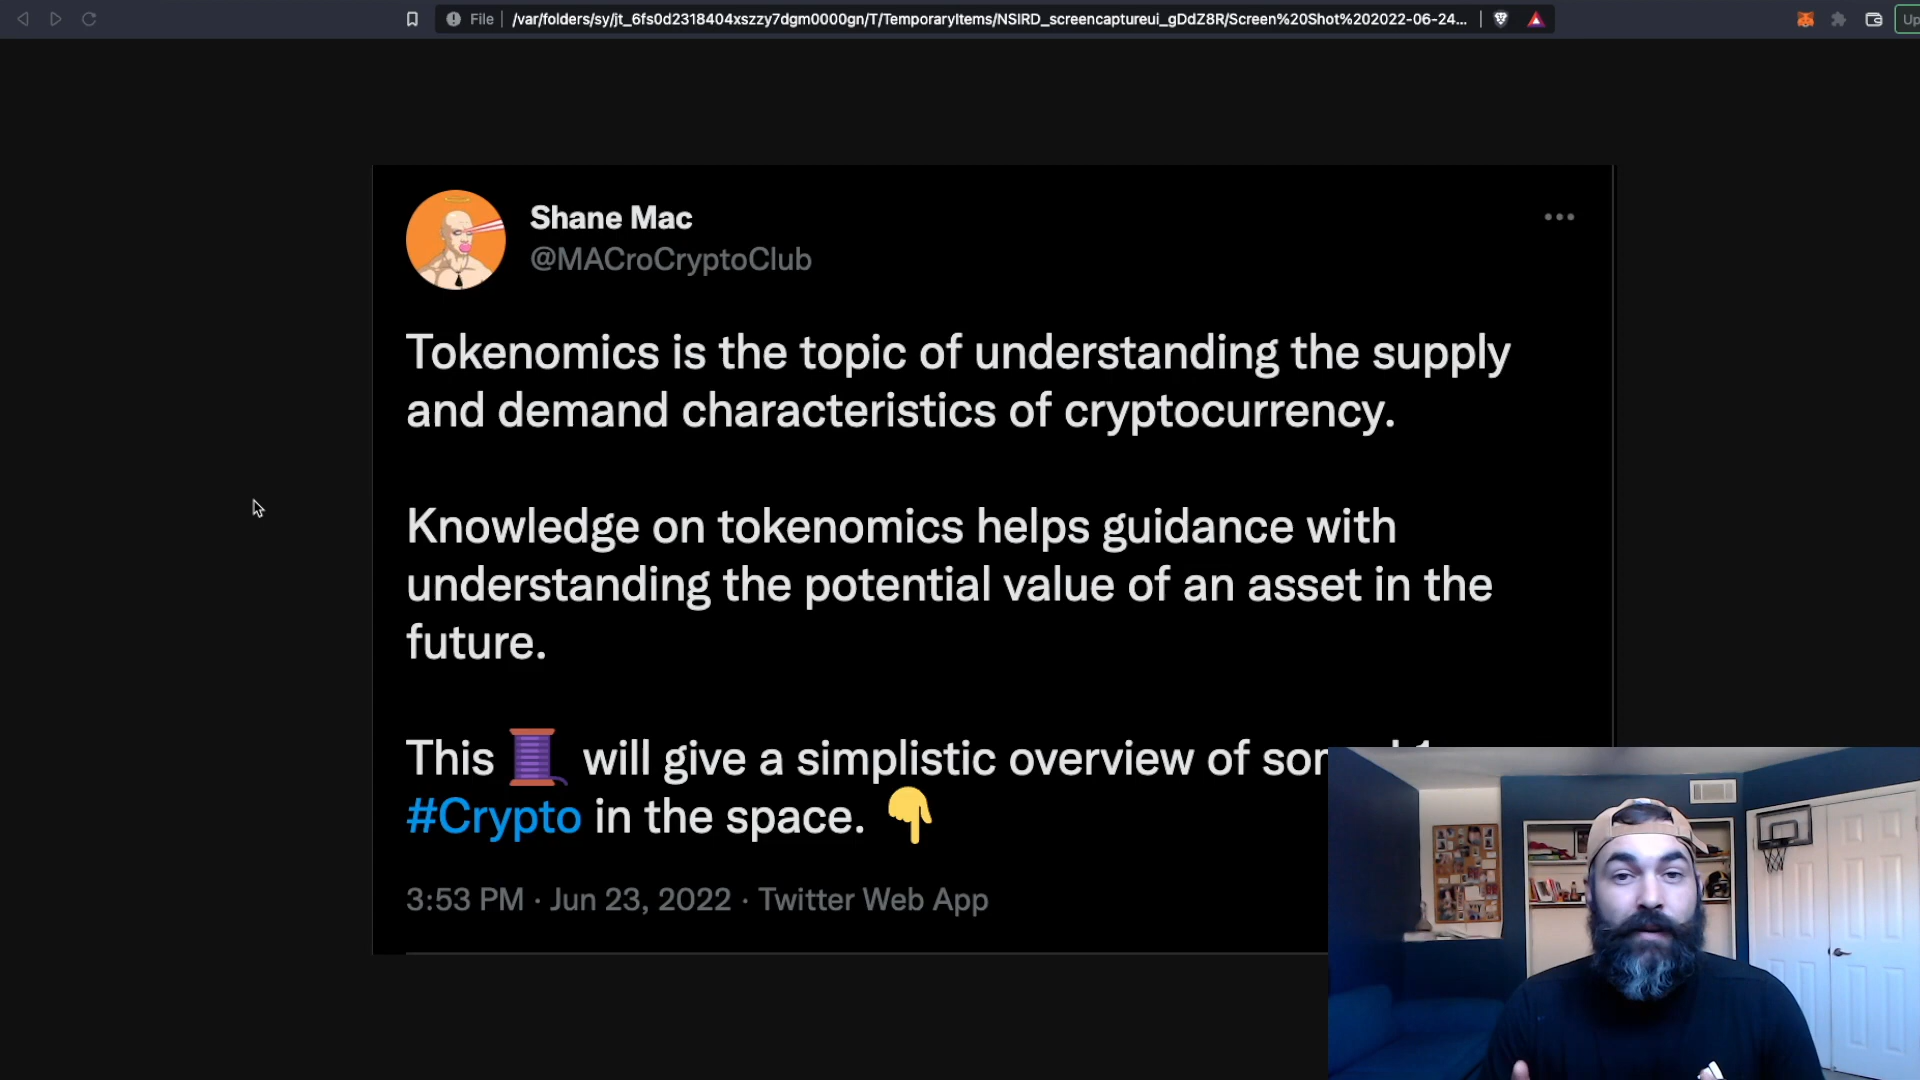 File
/var/folders/sy/jt_6fs0d2318404xszzy7dgm0000gn/T/TemporaryItems/NSIRD_screencaptureui_gDdZ8R/Screen%20Shot%202022-06-24...
Up
Shane Mac
@MACroCryptoClub
Tokenomics is the topic of understanding the supply
and demand characteristics of cryptocurrency.
Knowledge on tokenomics helps guidance with
understanding the potential value of an asset in the
future.
This 🧵 will give a simplistic overview of
#Crypto in the space. 👇
3:53 PM · Jun 23, 2022 · Twitter Web App